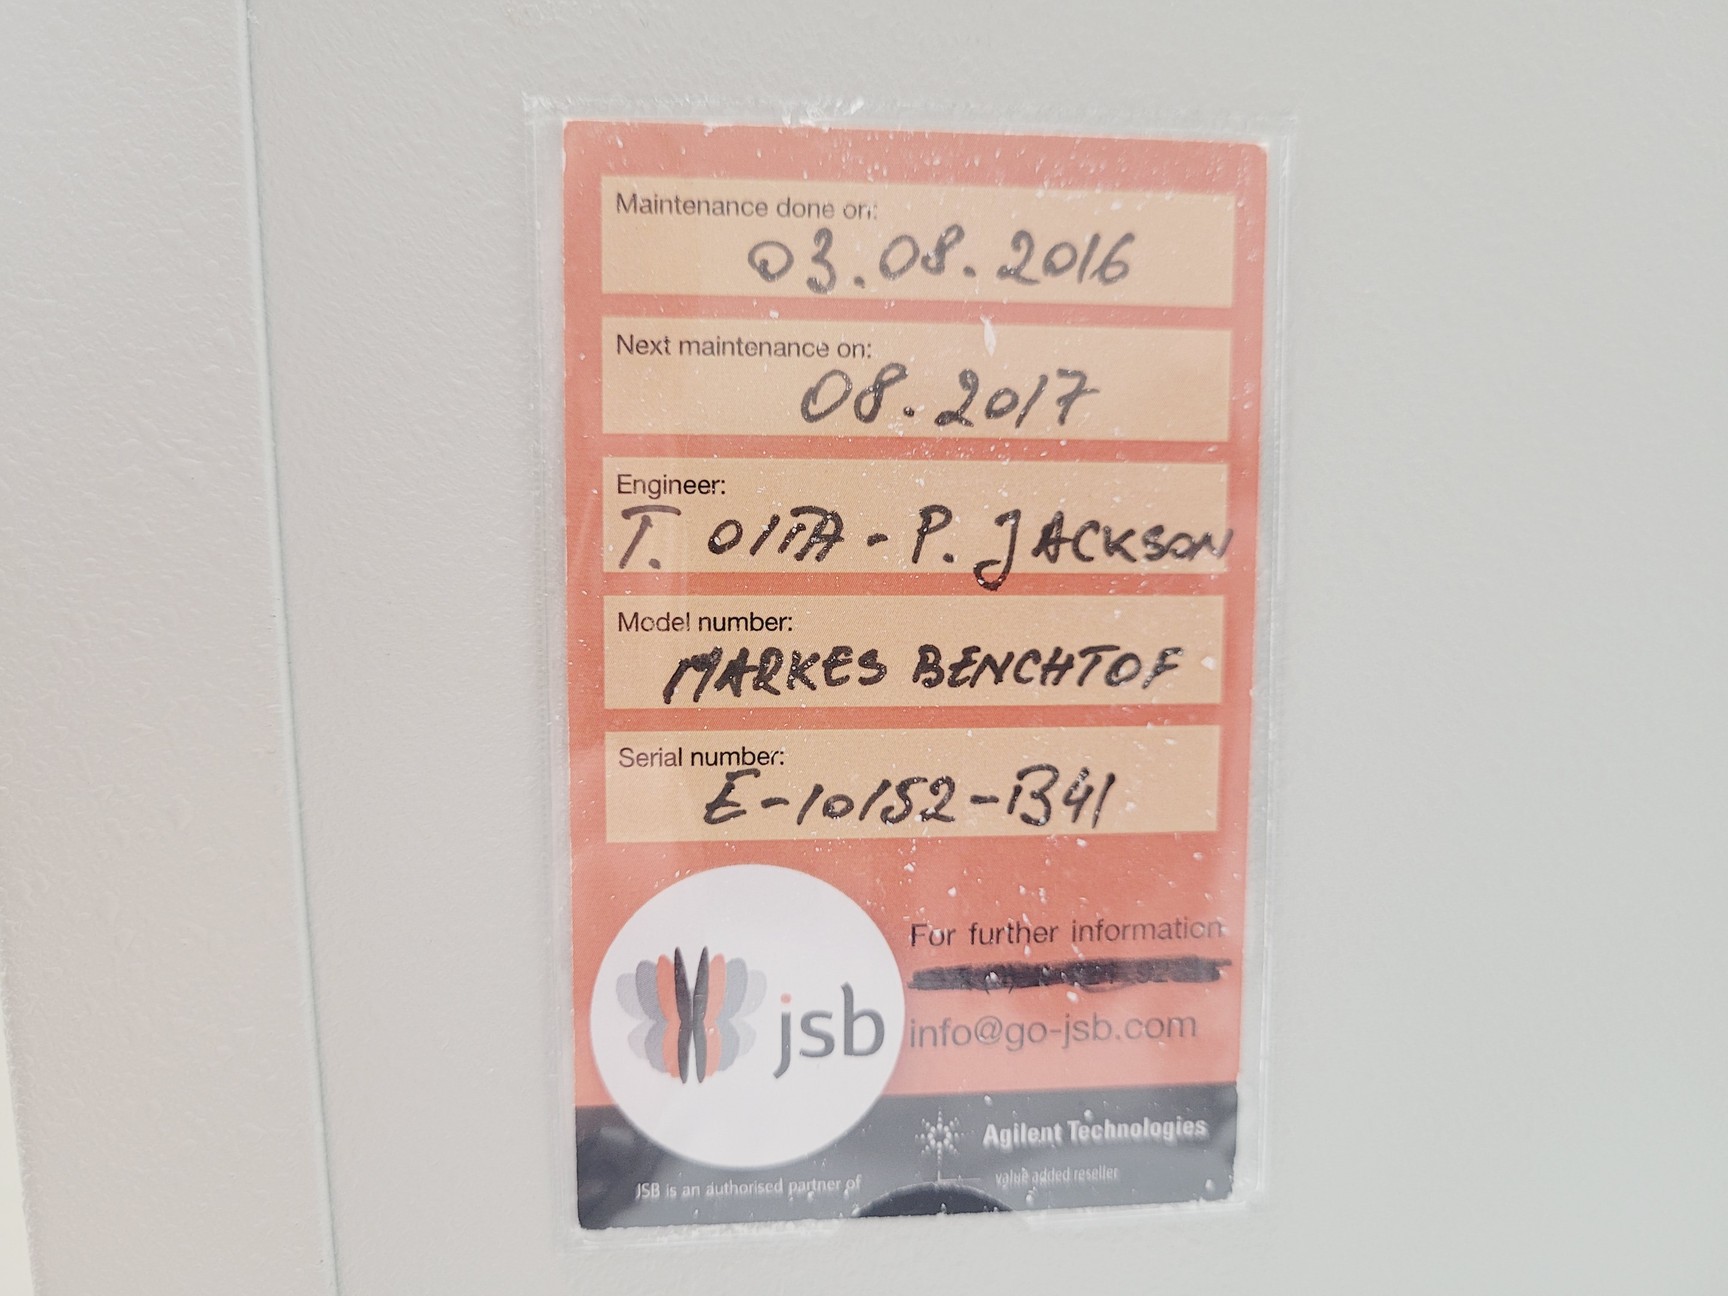 Maintenance done on:
03.08.2016
Next maintenance on:
08.2017
Engineer:
T. OITA - P. JACKSON
Model number:
MARKES BENCHTOF
Serial number:
E-10152-B41
For further information
info@go-jsb.com
jsb
Agilent Technologies
JSB is an authorised partner of
value added reseller